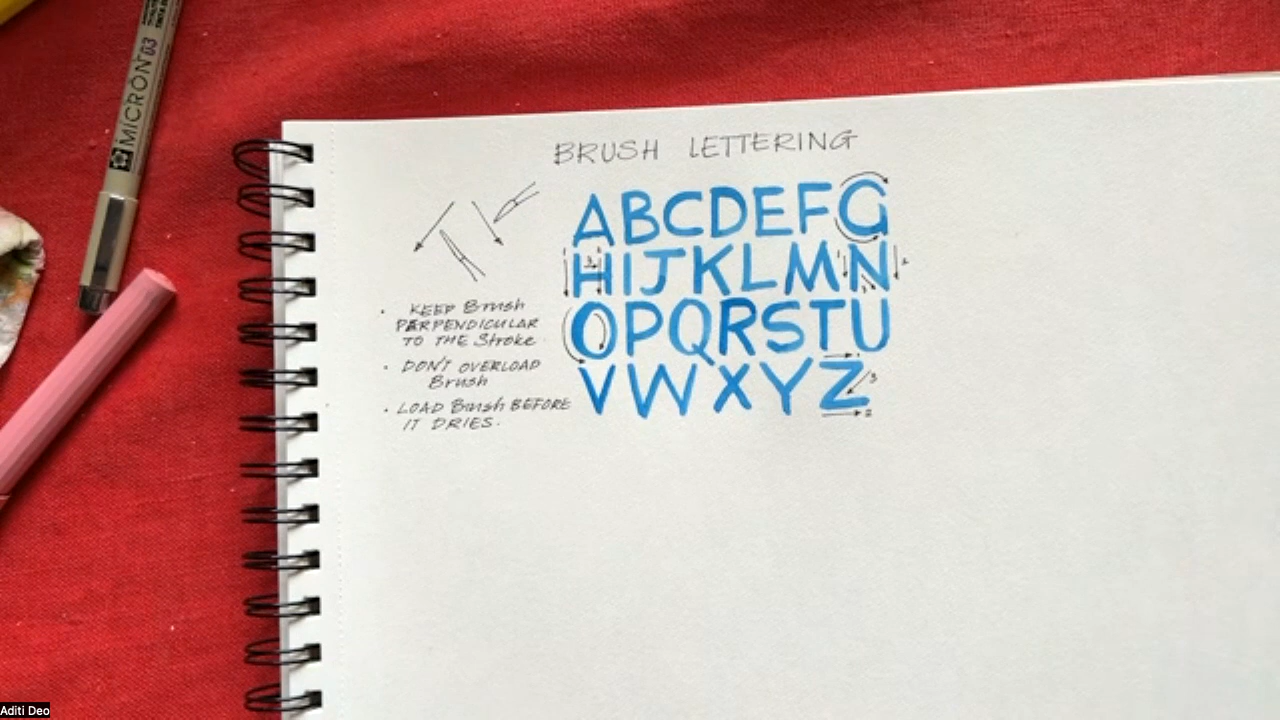 MICRON 03
BRUSH LETTERING
ABCDEFG
HIJKLMN
OPQRSTU
VWXYZ
• KEEP Brush
PERPENDICULAR
TO THE Stroke.
• DON'T OVERLOAD
Brush
• LOAD Brush BEFORE
IT DRIES.
Aditi Deo